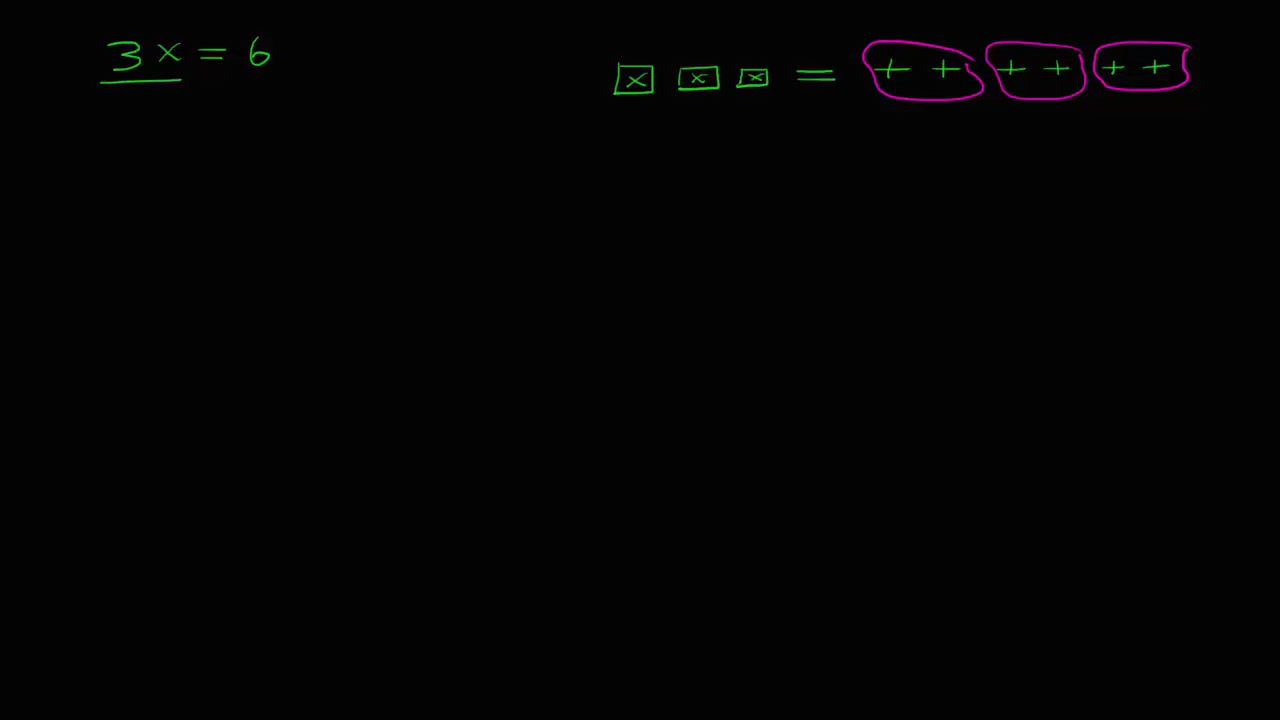 3x = 6
x x x = + + + + + +